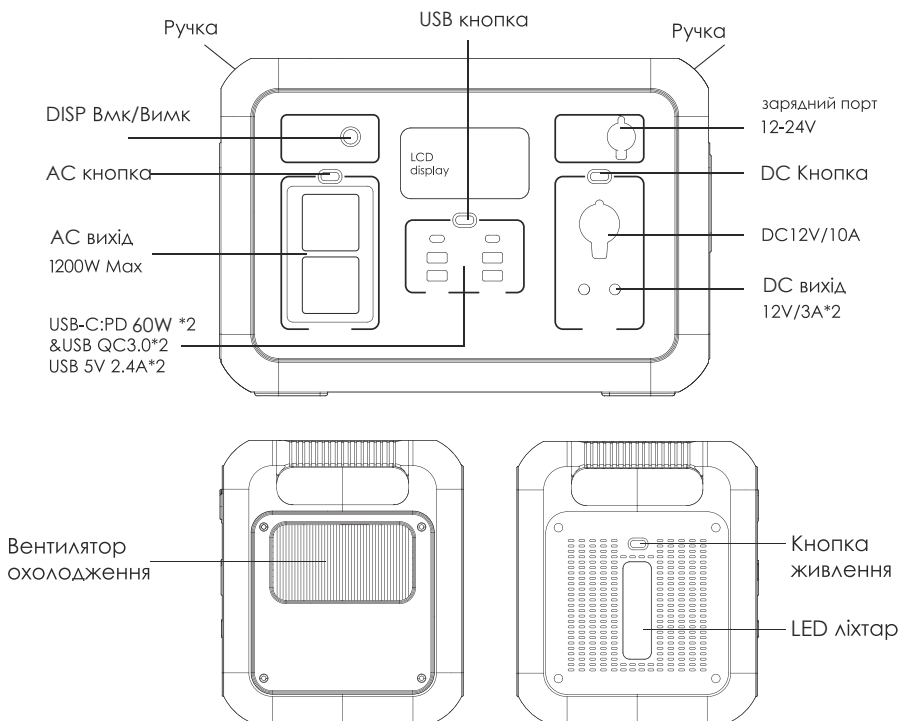 USB кнопка
Ручка
Ручка
DISP Вмк/Вимк
зарядний порт
12-24V
LCD
display
AC кнопка
DC Кнопка
AC вихід
1200W Max
DC12V/10A
DC вихід
12V/3A*2
USB-C:PD 60W *2
&USB QC3.0*2
USB 5V 2.4A*2
Вентилятор
охолодження
Кнопка
живлення
LED ліхтар